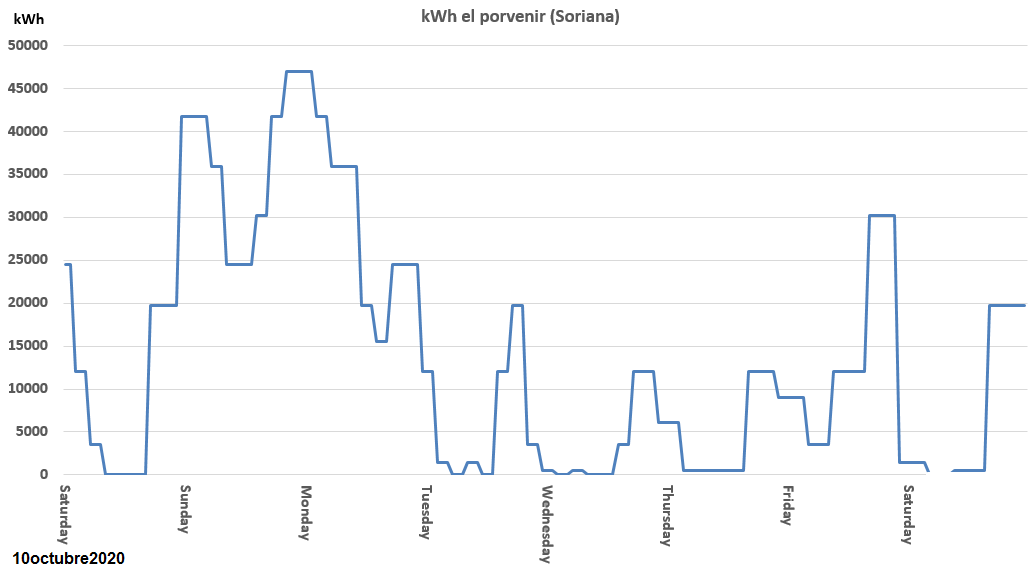 kWh el porvenir (Soriana)
kWh
50000
45000
40000
35000
30000
25000
20000
15000
10000
5000
0
Saturday
Sunday
Monday
Tuesday
Wednesday
Thursday
Friday
Saturday
10octubre2020